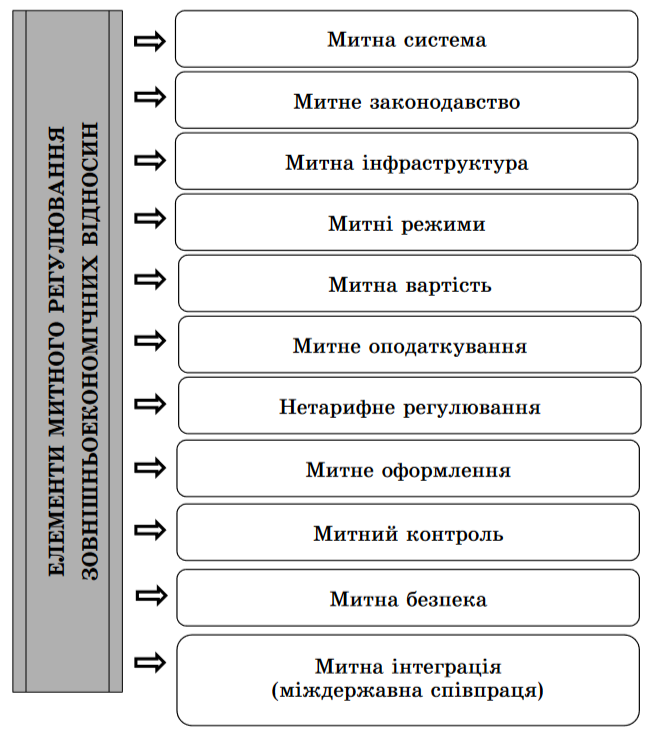 ЕЛЕМЕНТИ МИТНОГО РЕГУЛЮВАННЯ
ЗОВНІШНЬОЕКОНОМІЧНИХ ВІДНОСИН
Митна система
Митне законодавство
Митна інфраструктура
Митні режими
Митна вартість
Митне оподаткування
Нетарифне регулювання
Митне оформлення
Митний контроль
Митна безпека
Митна інтеграція
(міждержавна співпраця)